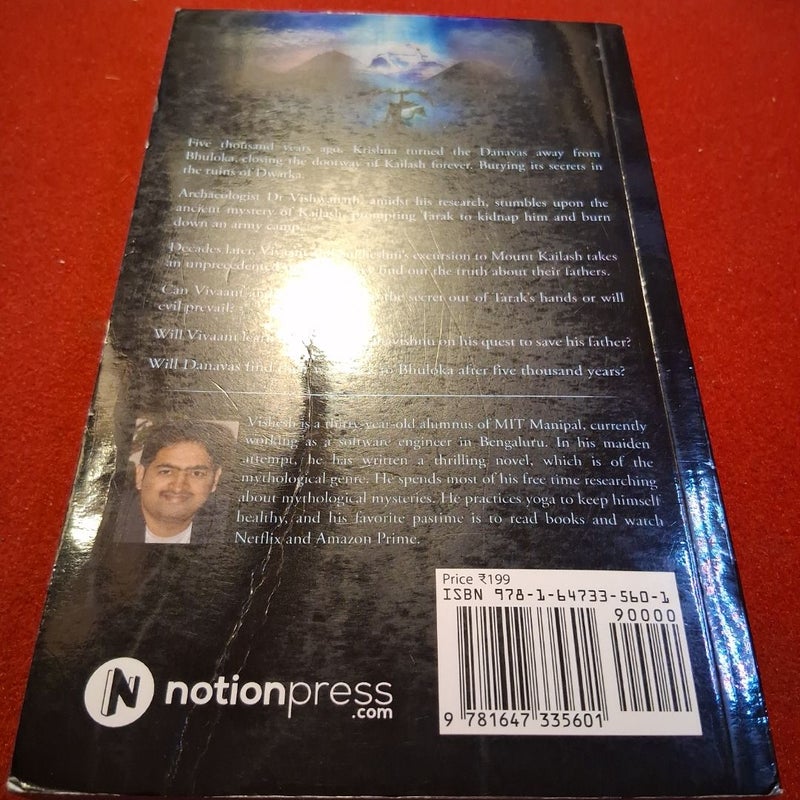 Five thousand years ago, Krishna turned the Danavas away from
Bhuloka, closing the doorway of Kailash forever. Burying its secrets in
the ruins of Dwarka.
Archaeologist Dr Vishwanath, amidst his research, stumbles upon the
ancient mystery of Kailash, prompting Tarak to kidnap him and burn
down an army camp.
Decades later, excursion to Mount Kailash takes
an unprecedented find out the truth about their fathers.
Can Vivaant the secret out of Tarak's hands or will
evil prevail?
Will Vivaant on his quest to save his father?
Will Danavas find Bhuloka after five thousand years?
Vishesh is a thirty-year-old alumnus of MIT Manipal, currently
working as a software engineer in Bengaluru. In his maiden
attempt, he has written a thrilling novel, which is of the
mythological genre. He spends most of his free time researching
about mythological mysteries. He practices yoga to keep himself
healthy, and his favorite pastime is to read books and watch
Netflix and Amazon Prime.
Price ₹199
ISBN 978-1-64733-560-1
90000
9 781647 335601
N notionpress
.com